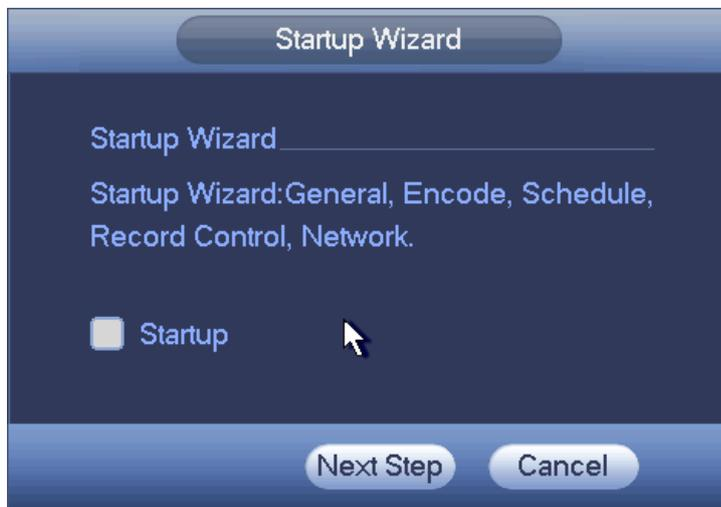 Startup Wizard
Startup Wizard
Startup Wizard:General, Encode, Schedule,
Record Control, Network.
Startup
Next Step
Cancel